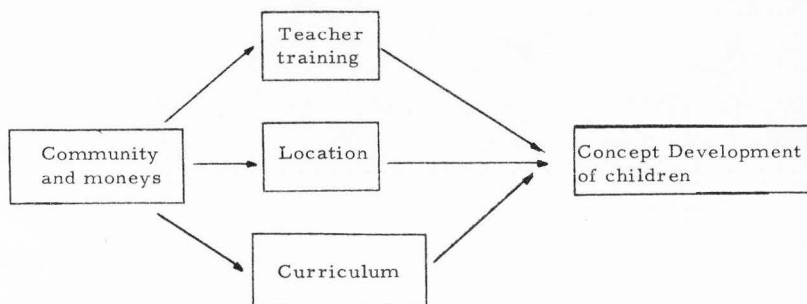 Teacher
training
Community
and moneys
Location
Concept Development
of children
Curriculum